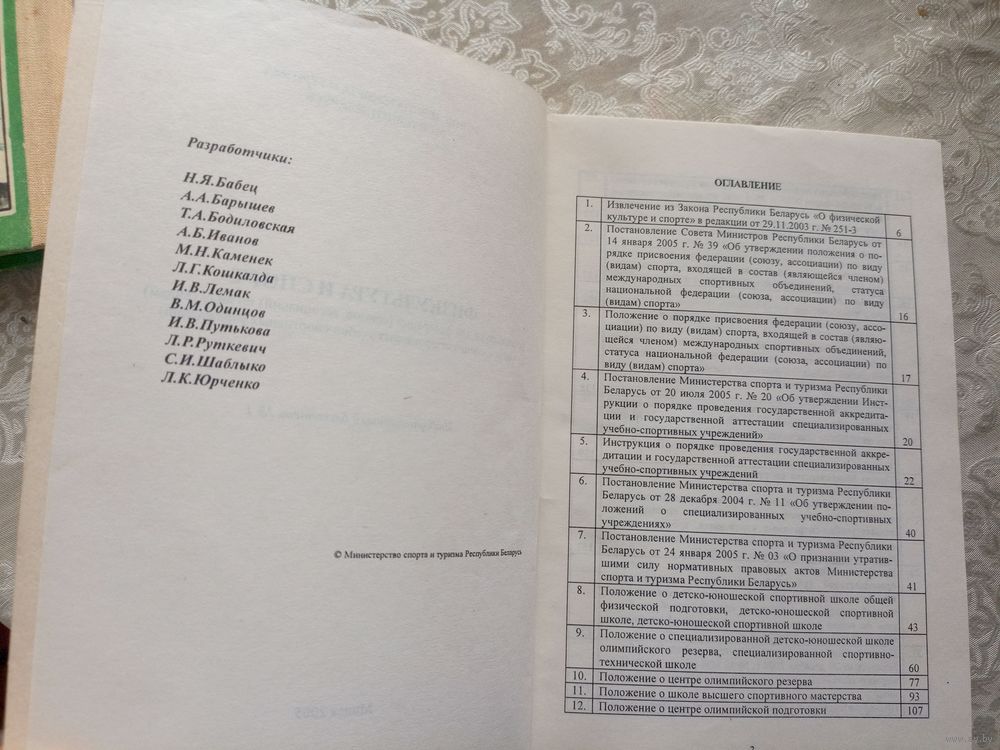 Разработчики:
Н.Я.Бабец
А.А.Барышев
Т.А.Бодиловская
А.Б.Иванов
М.Н.Каменек
Л.Г.Кошкалда
И.В.Лемак
В.М.Одинцов
И.В.Путькова
Л.Р.Руткевич
С.И.Шаблыко
Л.К.Юрченко
© Министерство спорта и туризма Республики Беларусь
ОГЛАВЛЕНИЕ
1. Извлечение из Закона Республики Беларусь «О физической
культуре и спорте» в редакции от 29.11.2003 г. № 251-3 6
2. Постановление Совета Министров Республики Беларусь от
14 января 2005 г. № 39 «Об утверждении положения о по-
рядке присвоения федерации (союзу, ассоциации) по виду
(видам) спорта, входящей в состав (являющейся членом)
международных спортивных объединений, статуса
национальной федерации (союза, ассоциации) по виду
(видам) спорта» 16
3. Положение о порядке присвоения федерации (союзу, ассо-
циации) по виду (видам) спорта, входящей в состав (являю-
щейся членом) международных спортивных объединений,
статуса национальной федерации (союза, ассоциации) по
виду (видам) спорта» 17
4. Постановление Министерства спорта и туризма Республики
Беларусь от 20 июля 2005 г. № 20 «Об утверждении Инст-
рукции о порядке проведения государственной аккредита-
ции и государственной аттестации специализированных
учебно-спортивных учреждений» 20
5. Инструкция о порядке проведения государственной аккре-
дитации и государственной аттестации специализированных
учебно-спортивных учреждений 22
6. Постановление Министерства спорта и туризма Республики
Беларусь от 28 декабря 2004 г. № 11 «Об утверждении по-
ложений о специализированных учебно-спортивных
учреждениях» 40
7. Постановление Министерства спорта и туризма Республики
Беларусь от 24 января 2005 г. № 03 «О признании утратив-
шими силу нормативных правовых актов Министерства
спорта и туризма Республики Беларусь» 41
8. Положение о детско-юношеской спортивной школе общей
физической подготовки, детско-юношеской спортивной
школе, детско-юношеской спортивной школе 43
9. Положение о специализированной детско-юношеской школе
олимпийского резерва, специализированной спортивно-
технической школе 60
10. Положение о центре олимпийского резерва 77
11. Положение о школе высшего спортивного мастерства 93
12. Положение о центре олимпийской подготовки 107